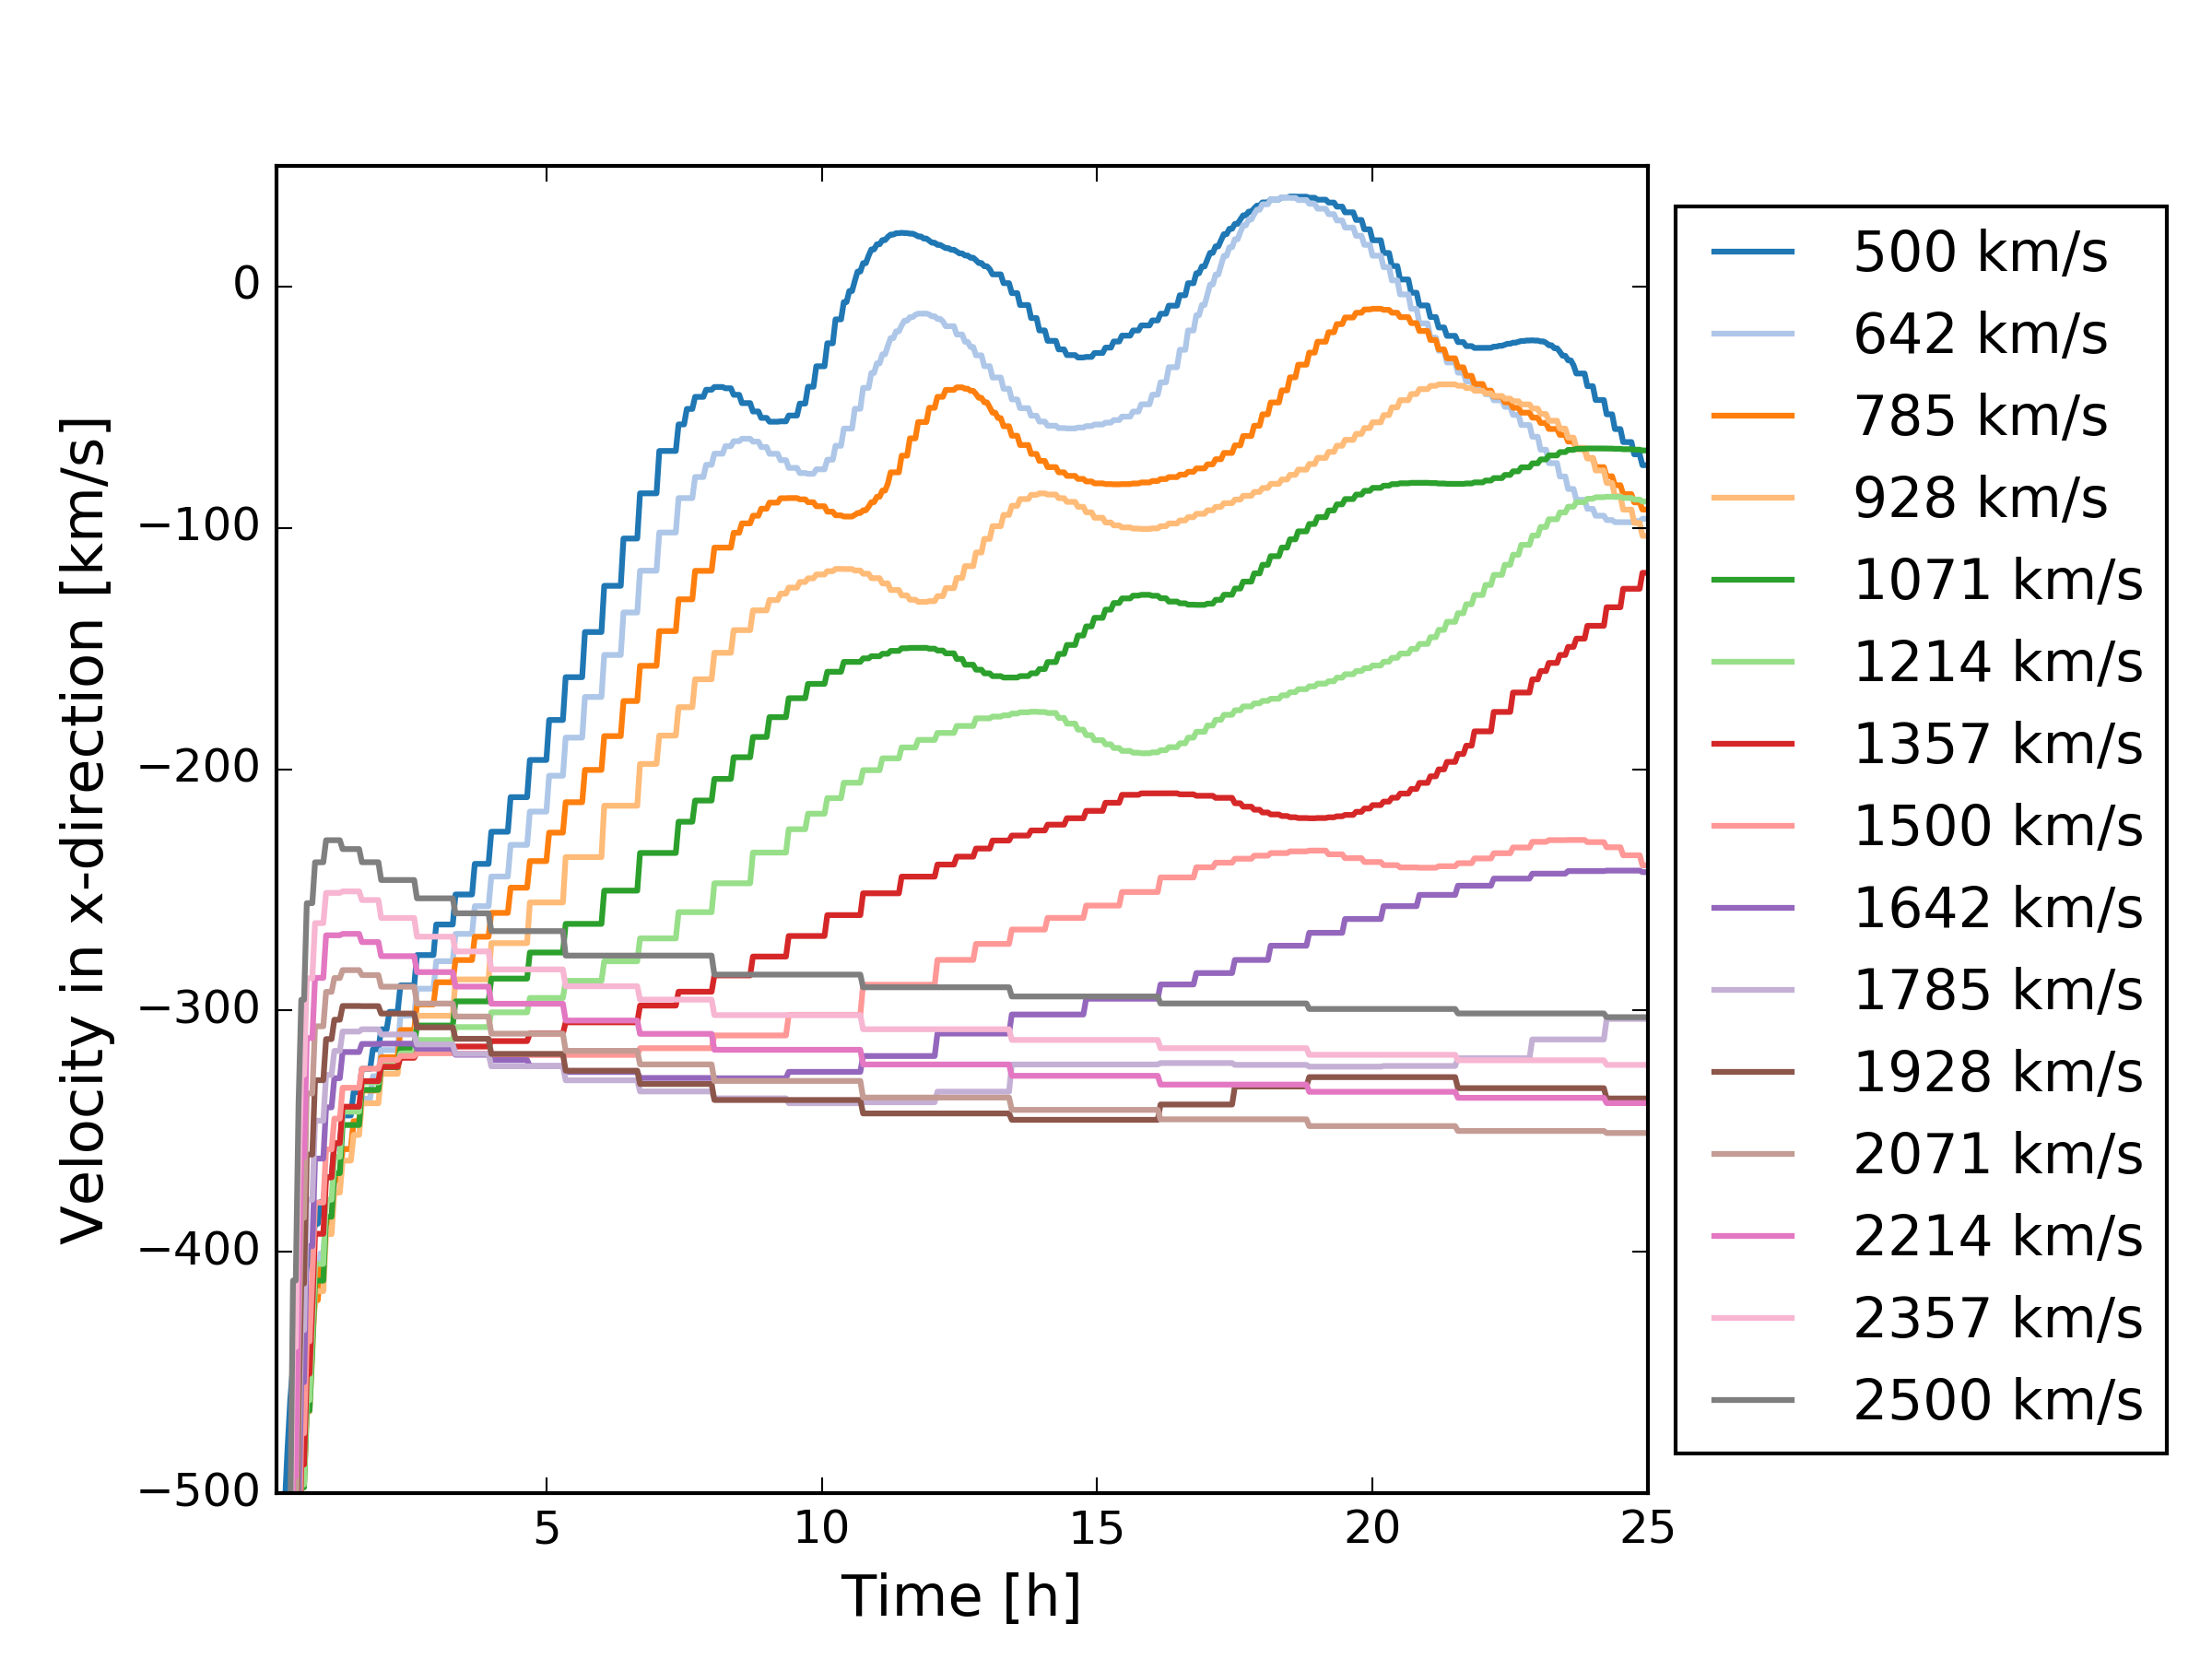 Velocity in x-direction [km/s]
0
−100
−200
−300
−400
−500
5
10
15
20
25
Time [h]
500 km/s
642 km/s
785 km/s
928 km/s
1071 km/s
1214 km/s
1357 km/s
1500 km/s
1642 km/s
1785 km/s
1928 km/s
2071 km/s
2214 km/s
2357 km/s
2500 km/s